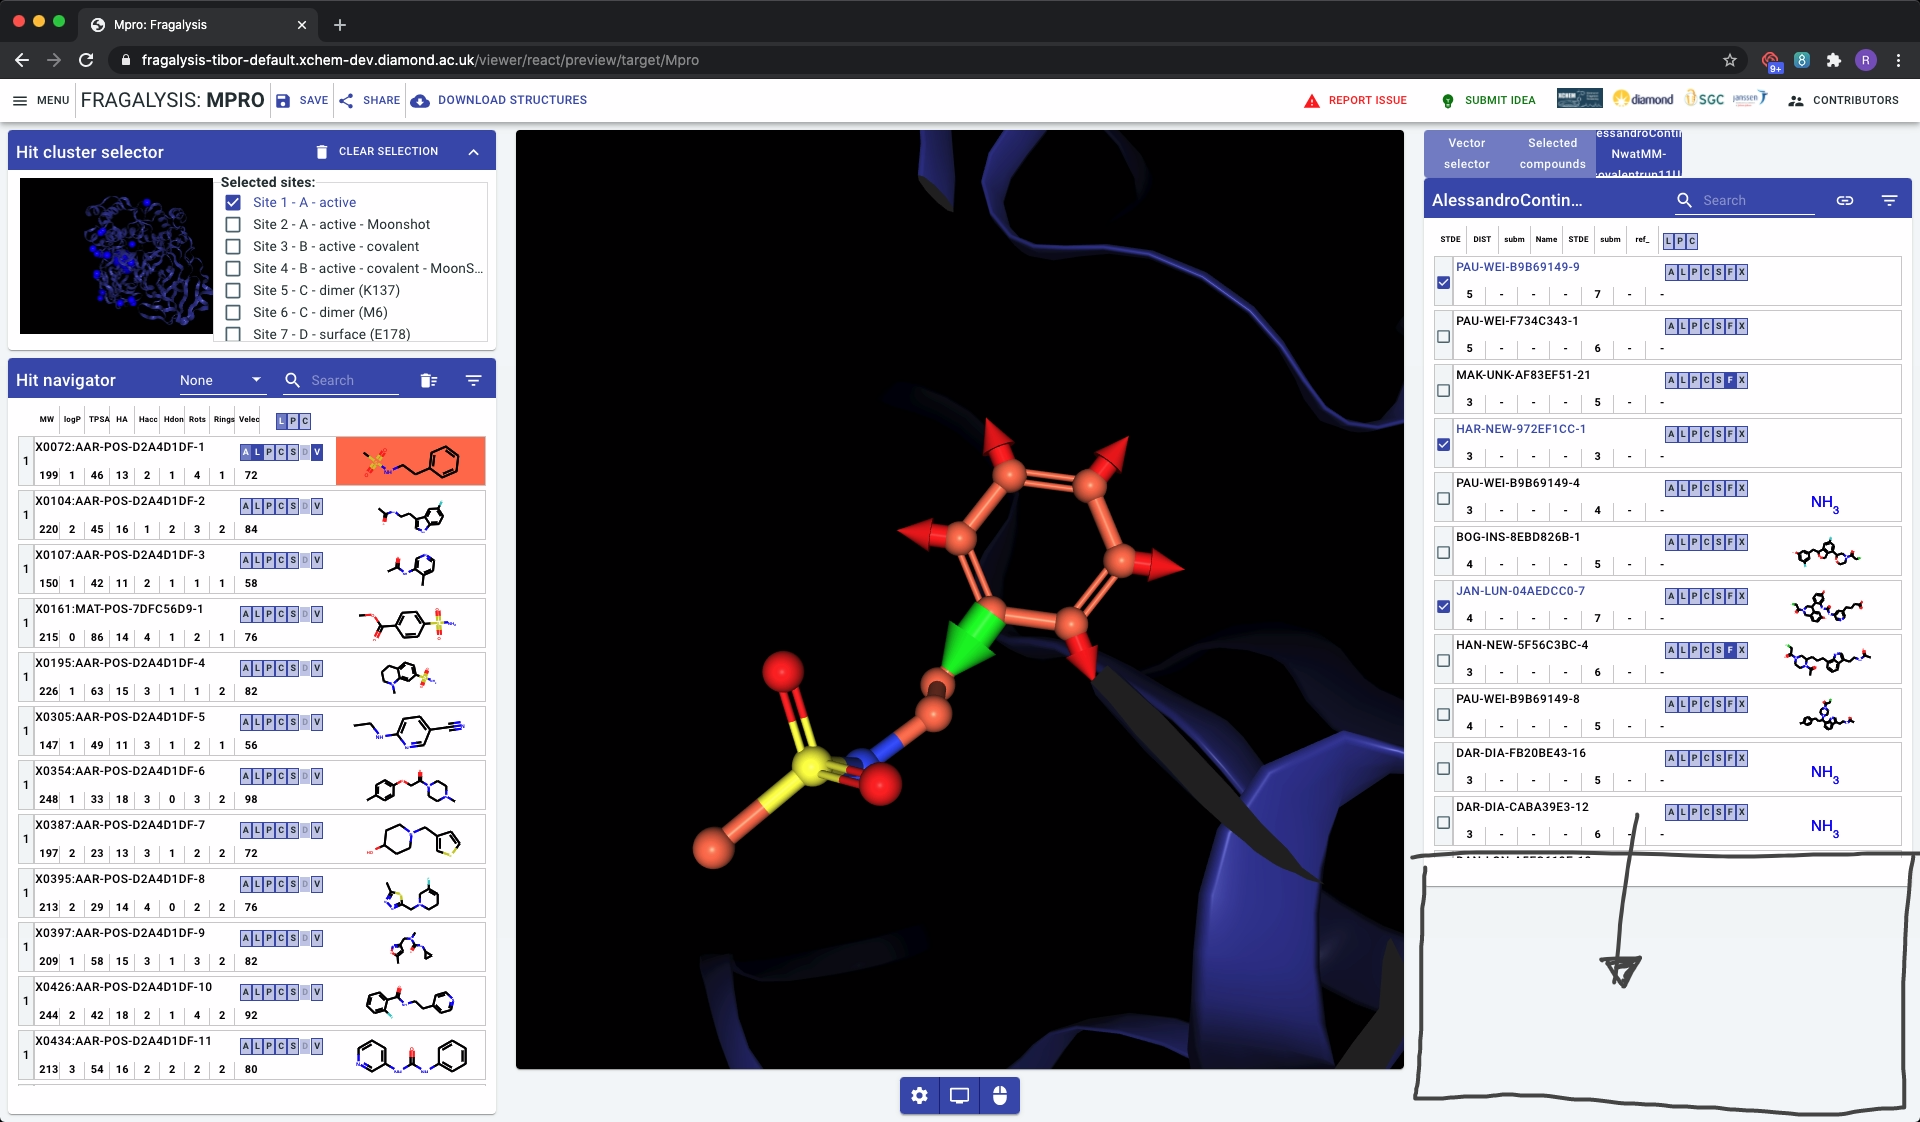 Mpro: Fragalysis
fragalysis-tibor-default.xchem-dev.diamond.ac.uk/viewer/react/preview/target/Mpro
9+
8
R
MENU
FRAGALYSIS: MPRO
SAVE
SHARE
DOWNLOAD STRUCTURES
REPORT ISSUE
SUBMIT IDEA
diamond
SGC
janssen
CONTRIBUTORS
Hit cluster selector
CLEAR SELECTION
Selected sites:
Site 1 - A - active
Site 2 - A - active - Moonshot
Site 3 - B - active - covalent
Site 4 - B - active - covalent - MoonS...
Site 5 - C - dimer (K137)
Site 6 - C - dimer (M6)
Site 7 - D - surface (E178)
Hit navigator
None
Search
MW logP TPSA HA Hacc Hdon Rots Rings Velec L P C
1 X0072:AAR-POS-D2A4D1DF-1 A L P C S D V
199 1 46 13 2 1 4 1 72
1 X0104:AAR-POS-D2A4D1DF-2 A L P C S D V
220 2 45 16 1 2 3 2 84
1 X0107:AAR-POS-D2A4D1DF-3 A L P C S D V
150 1 42 11 2 1 1 1 58
1 X0161:MAT-POS-7DFC56D9-1 A L P C S D V
215 0 86 14 4 1 2 1 76
1 X0195:AAR-POS-D2A4D1DF-4 A L P C S D V
226 1 63 15 3 1 1 2 82
1 X0305:AAR-POS-D2A4D1DF-5 A L P C S D V
147 1 49 11 3 1 2 1 56
1 X0354:AAR-POS-D2A4D1DF-6 A L P C S D V
248 1 33 18 3 0 3 2 98
1 X0387:AAR-POS-D2A4D1DF-7 A L P C S D V
197 2 23 13 3 1 2 2 72
1 X0395:AAR-POS-D2A4D1DF-8 A L P C S D V
213 2 29 14 4 0 2 2 76
1 X0397:AAR-POS-D2A4D1DF-9 A L P C S D V
209 1 58 15 3 1 3 2 82
1 X0426:AAR-POS-D2A4D1DF-10 A L P C S D V
244 2 42 18 2 1 4 2 92
1 X0434:AAR-POS-D2A4D1DF-11 A L P C S D V
213 3 54 16 2 2 2 2 80
Vector selector
Selected compounds
NwatMM-
AlessandroContin...
Search
STDE DIST subm Name STDE subm ref_ L P C
PAU-WEI-B9B69149-9 A L P C S F X
5 - - - 7 - -
PAU-WEI-F734C343-1 A L P C S F X
5 - - - 6 - -
MAK-UNK-AF83EF51-21 A L P C S F X
3 - - - 5 - -
HAR-NEW-972EF1CC-1 A L P C S F X
3 - - - 3 - -
PAU-WEI-B9B69149-4 A L P C S F X
3 - - - 4 - - NH3
BOG-INS-8EBD826B-1 A L P C S F X
4 - - - 5 - -
JAN-LUN-04AEDCC0-7 A L P C S F X
4 - - - 7 - -
HAN-NEW-5F56C3BC-4 A L P C S F X
3 - - - 6 - -
PAU-WEI-B9B69149-8 A L P C S F X
4 - - - 5 - -
DAR-DIA-FB20BE43-16 A L P C S F X
3 - - - 5 - - NH3
DAR-DIA-CABA39E3-12 A L P C S F X
3 - - - 6 - - NH3